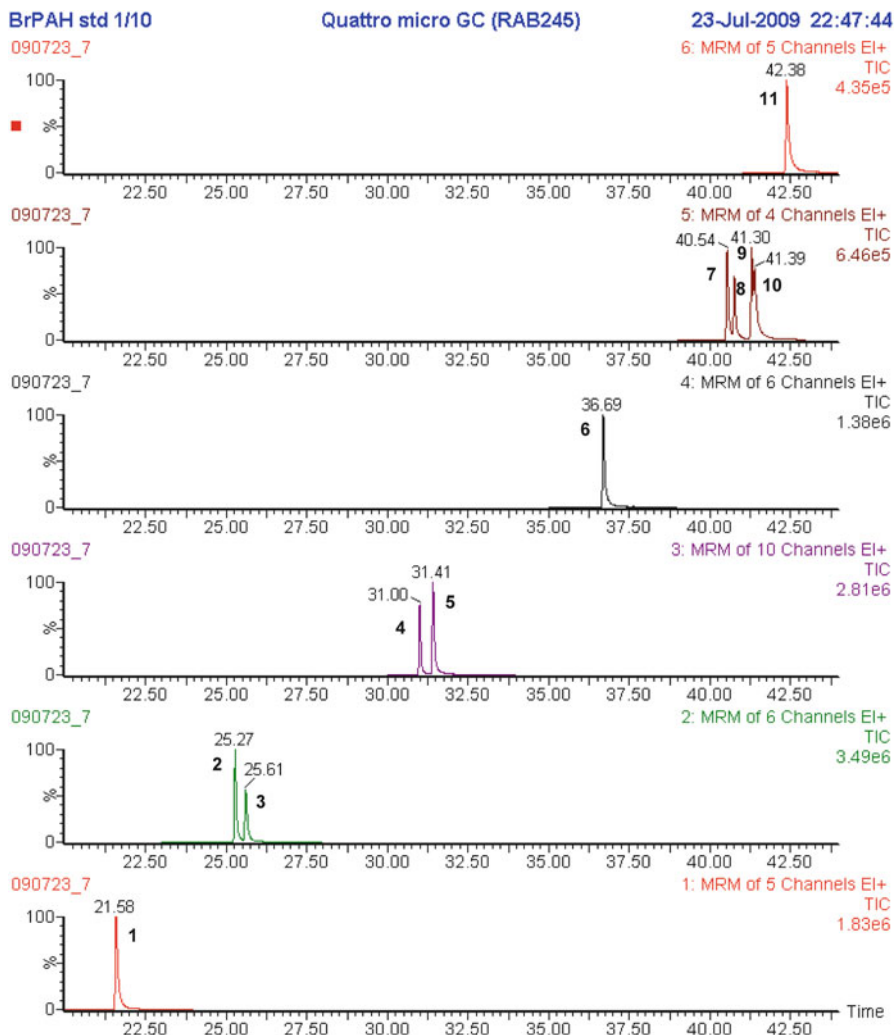 BrPAH std 1/10 Quattro micro GC (RAB245) 23-Jul-2009 22:47:44
090723_7 6: MRM of 5 Channels EI+
TIC
4.35e5
42.38
11
100
%
0
22.50 25.00 27.50 30.00 32.50 35.00 37.50 40.00 42.50
090723_7 5: MRM of 4 Channels EI+
TIC
6.46e5
40.54 41.30
41.39
7 8 9 10
100
%
0
22.50 25.00 27.50 30.00 32.50 35.00 37.50 40.00 42.50
090723_7 4: MRM of 6 Channels EI+
TIC
1.38e6
36.69
6
100
%
0
22.50 25.00 27.50 30.00 32.50 35.00 37.50 40.00 42.50
090723_7 3: MRM of 10 Channels EI+
TIC
2.81e6
31.41
31.00
4 5
100
%
0
22.50 25.00 27.50 30.00 32.50 35.00 37.50 40.00 42.50
090723_7 2: MRM of 6 Channels EI+
TIC
3.49e6
25.27
25.61
2 3
100
%
0
22.50 25.00 27.50 30.00 32.50 35.00 37.50 40.00 42.50
090723_7 1: MRM of 5 Channels EI+
TIC
1.83e6
21.58
1
100
%
0
Time
22.50 25.00 27.50 30.00 32.50 35.00 37.50 40.00 42.50